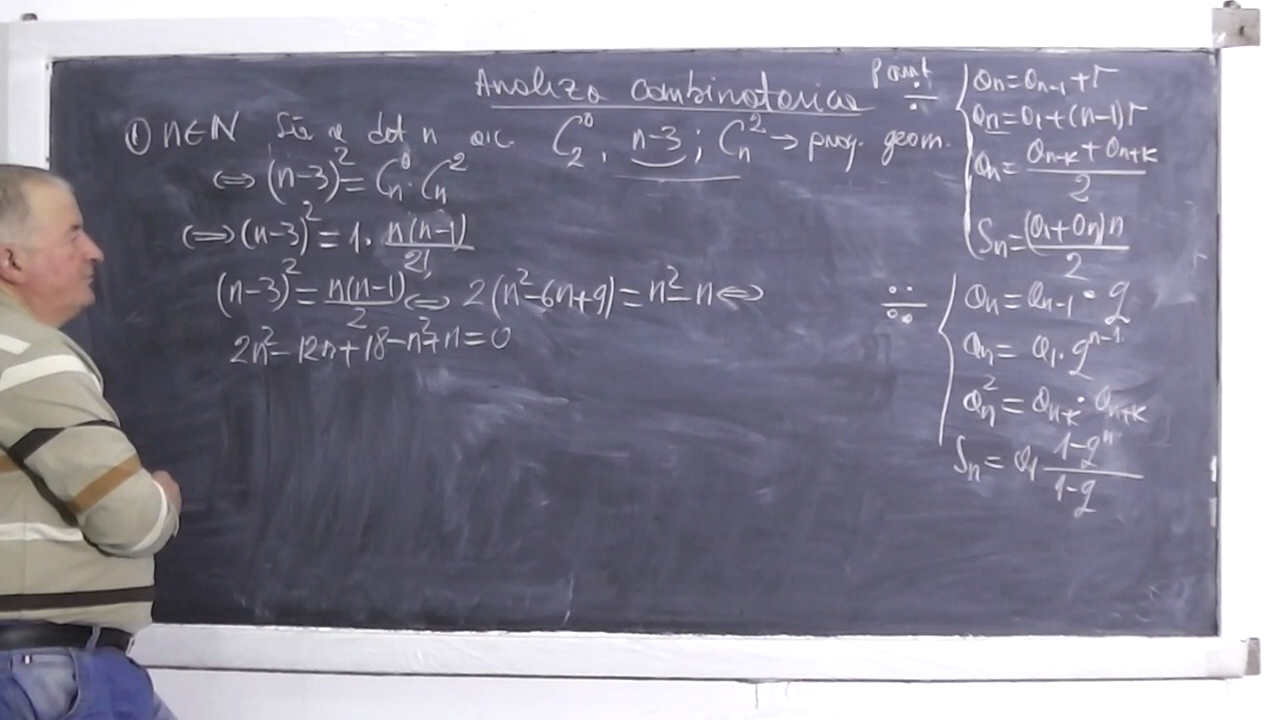 Analiza combinatorica
① n∈N Să se det n a.î. C₂⁰, n-3 ; Cₙ² → prog. geom.
⇔ (n-3)² = Cₙ⁰ · Cₙ²
⇔ (n-3)² = 1 · n(n-1)/2!
(n-3)² = n(n-1)/2 ⇔ 2(n²-6n+9) = n²-n ⇔
2n²-12n+18-n²+n=0
÷ aₙ=aₙ₋₁+r
aₙ=a₁+(n-1)r
aₙ=(aₙ₋ₖ+aₙ₊ₖ)/2
Sₙ=(a₁+aₙ)n/2
∺ aₙ=aₙ₋₁·q
aₙ=a₁·qⁿ⁻¹
aₙ²=aₙ₋ₖ·aₙ₊ₖ
Sₙ=a₁ (1-qⁿ)/(1-q)